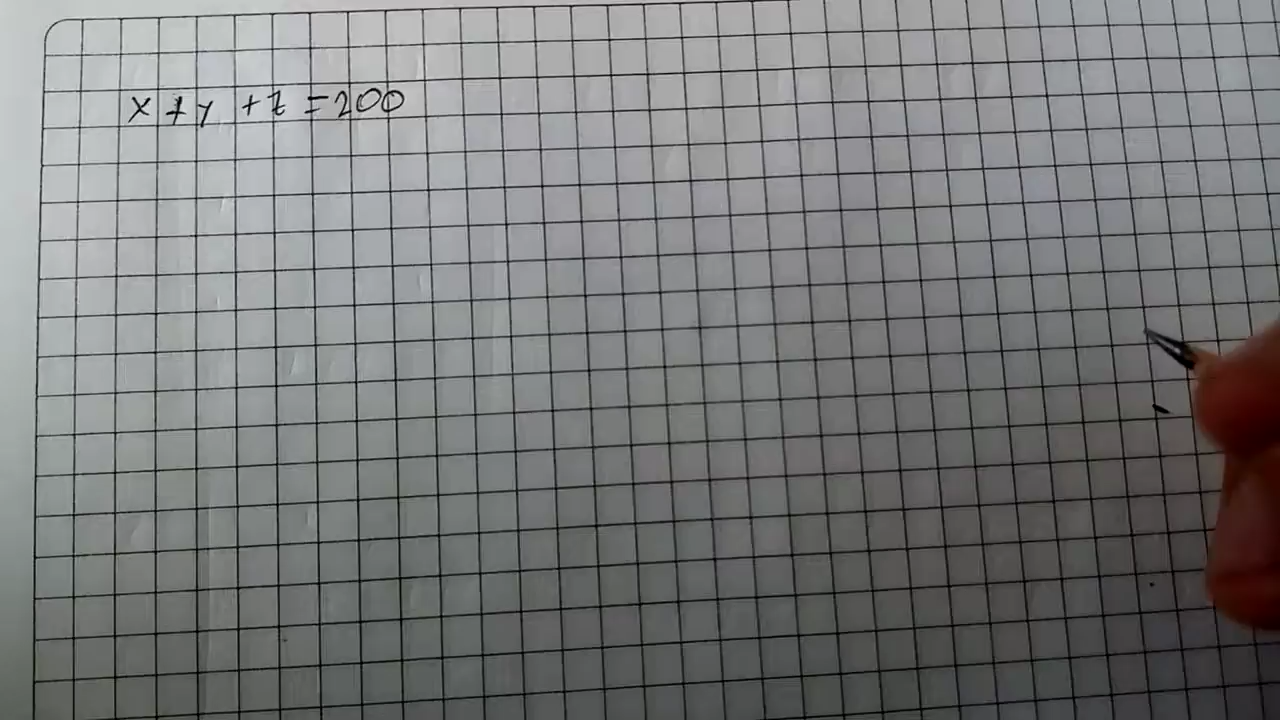 x + y + z = 200